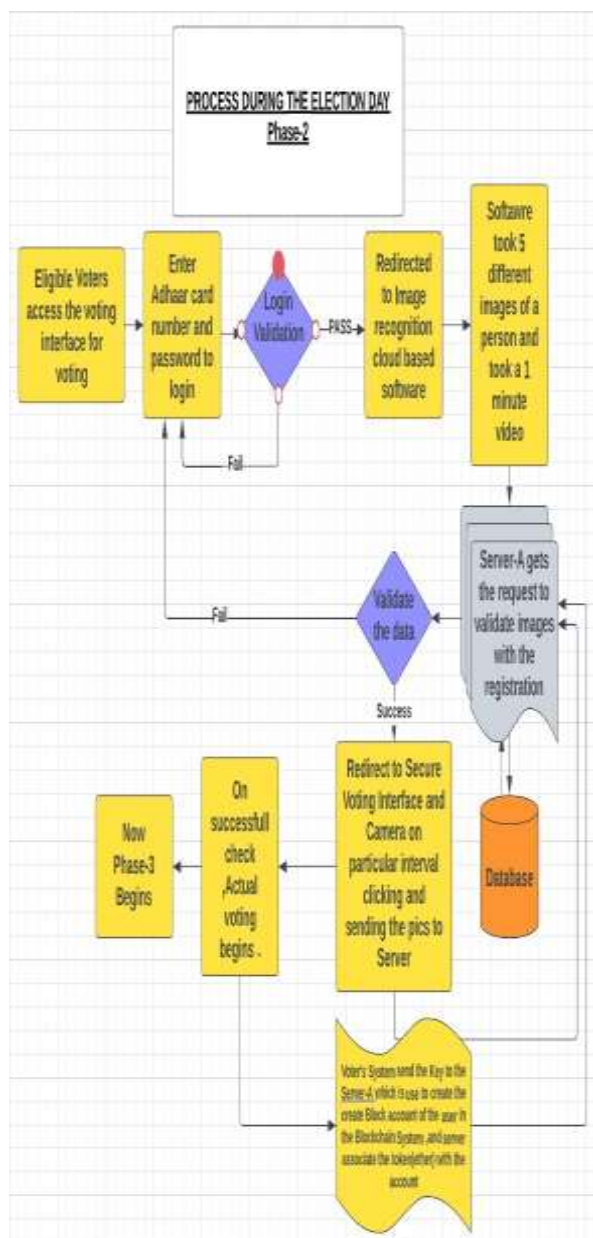 PROCESS DURING THE ELECTION DAY
Phase-2
Eligible Voters
access the voting
interface for
voting
Enter
Adhaar card
number and
password to
login
Login
Validation
PASS
Redirected
to Image
recognition
cloud based
software
Softawre
took 5
different
images of a
person and
took a 1
minute
video
Fail
Server-A gets
the request to
validate images
with the
registration
Validate
the data
Fail
Success
Redirect to Secure
Voting Interface and
Camera on
particular interval
clicking and
sending the pics to
Server
On
successfull
check
,Actual
voting
begins .
Now
Phase-3
Begins
Database
Voter's System send the Key to the
Server-A which is use to create the
create Block account of the user in
the Blockchain System ,and server
associate the token(ether) with the
account